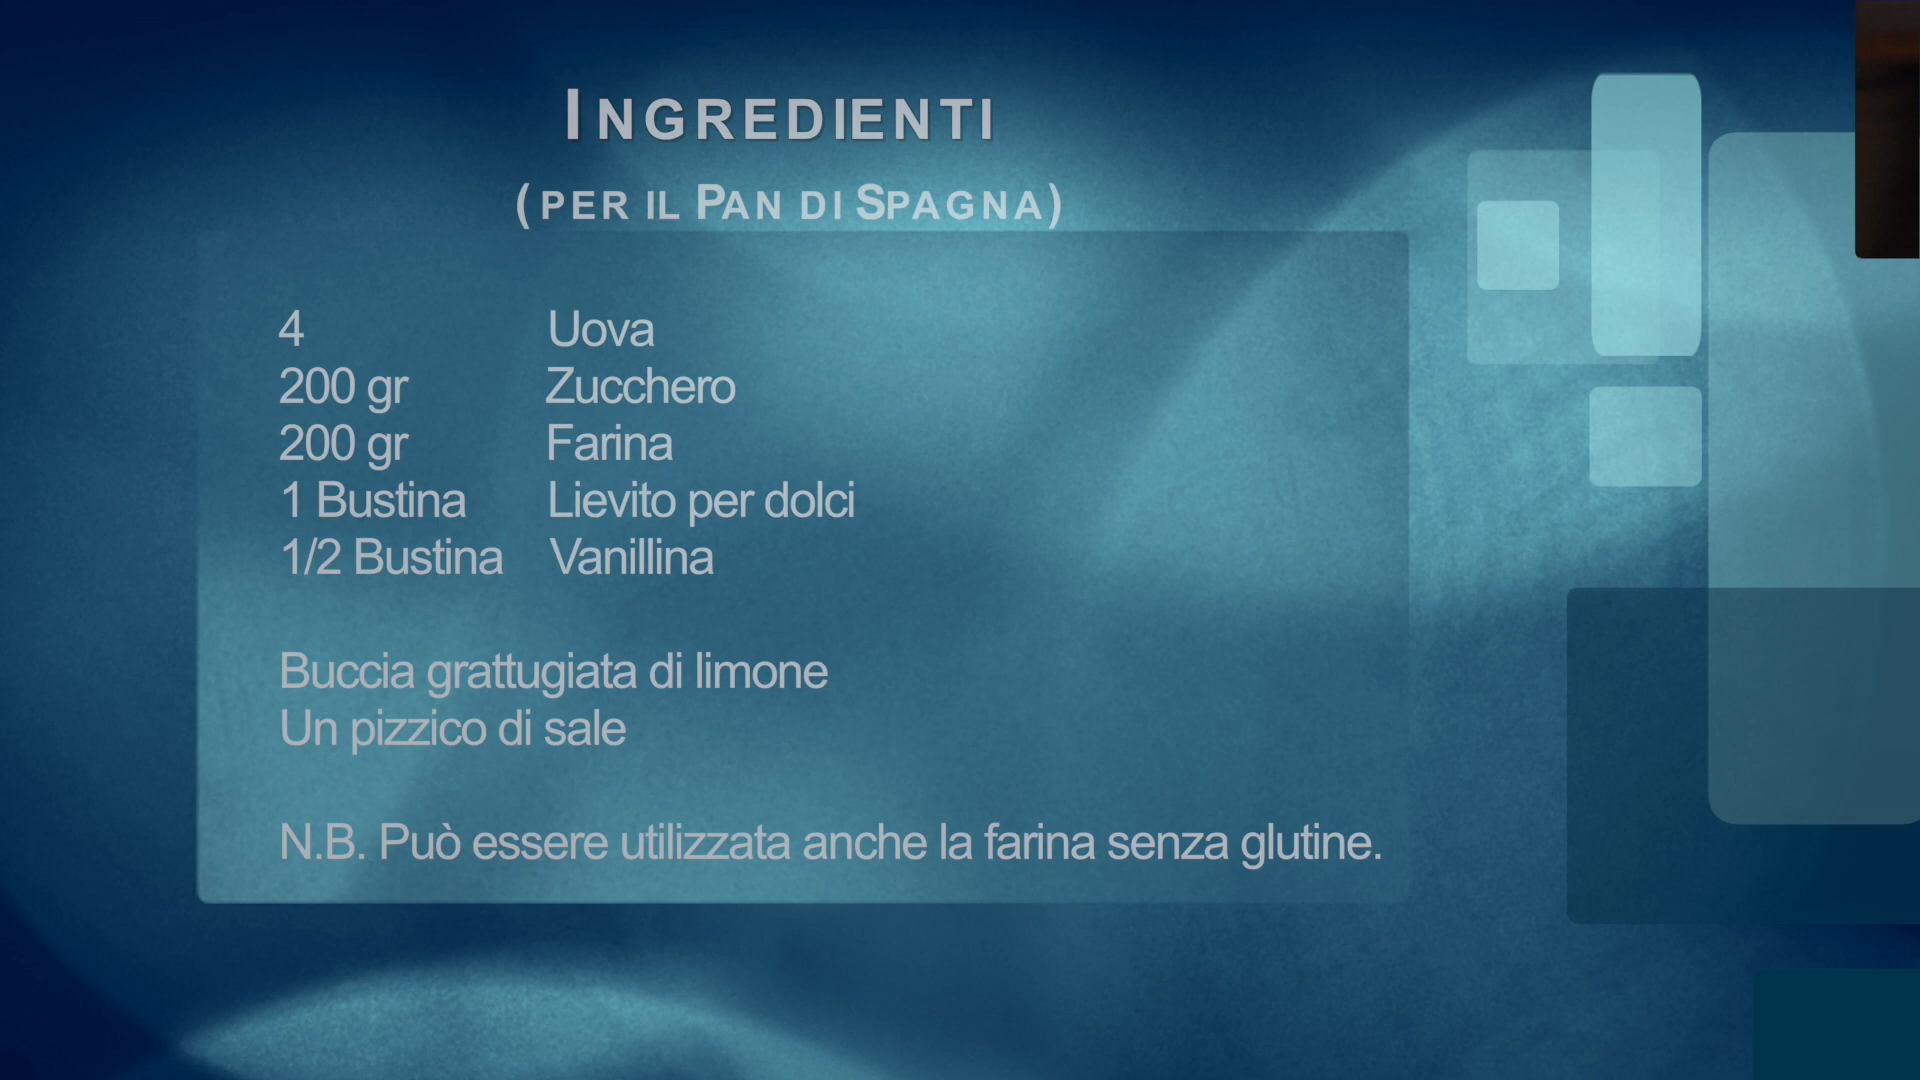 INGREDIENTI
(PER IL PAN DI SPAGNA)
4 Uova
200 gr Zucchero
200 gr Farina
1 Bustina Lievito per dolci
1/2 Bustina Vanillina
Buccia grattugiata di limone
Un pizzico di sale
N.B. Può essere utilizzata anche la farina senza glutine.